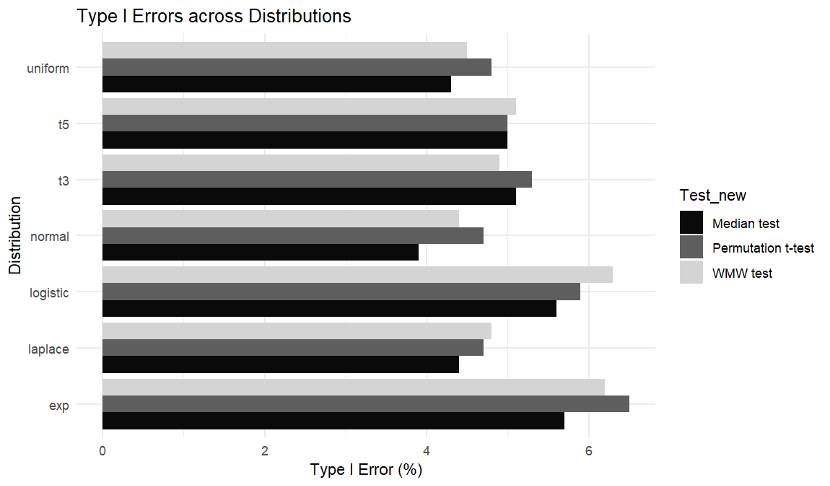 Type I Errors across Distributions
Distribution
uniform
t5
t3
normal
logistic
laplace
exp
0 2 4 6
Type I Error (%)
Test_new
Median test
Permutation t-test
WMW test